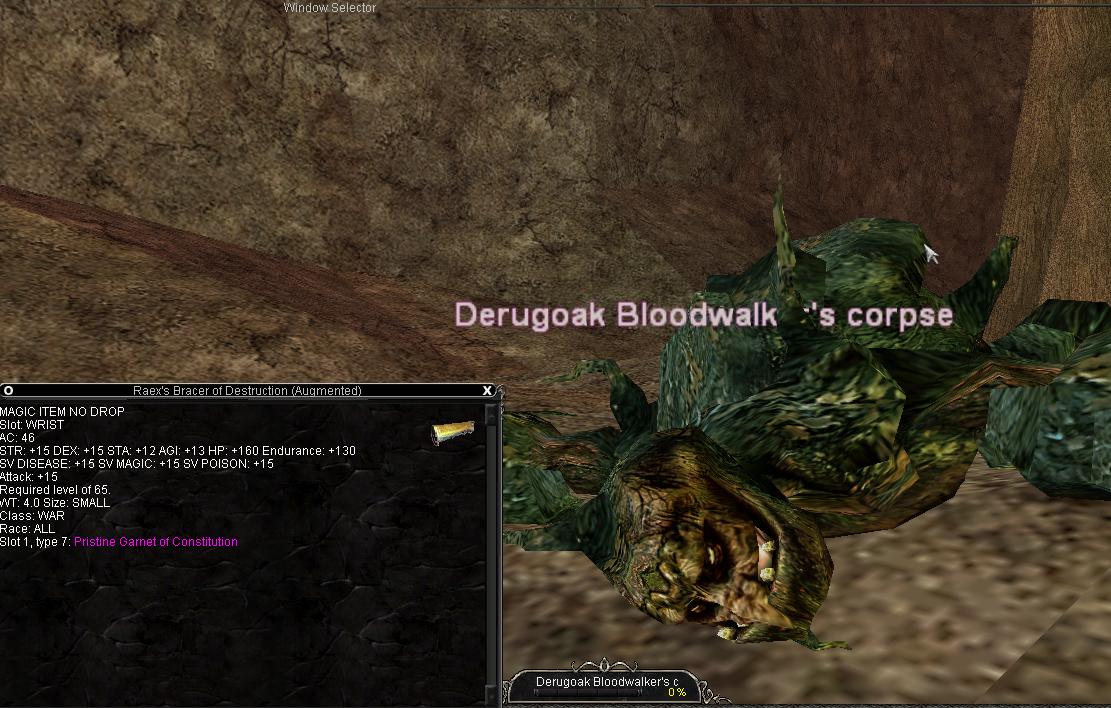 Window Selector
Derugoak Bloodwalk 's corpse
Raex's Bracer of Destruction (Augmented)
X
MAGIC ITEM NO DROP
Slot: WRIST
AC: 46
STR: +15 DEX: +15 STA: +12 AGI: +13 HP: +160 Endurance: +130
SV DISEASE: +15 SV MAGIC: +15 SV POISON: +15
Attack: +15
Required level of 65.
WT: 4.0 Size: SMALL
Class: WAR
Race: ALL
Slot 1, type 7: Pristine Garnet of Constitution
Derugoak Bloodwalker's c
0%